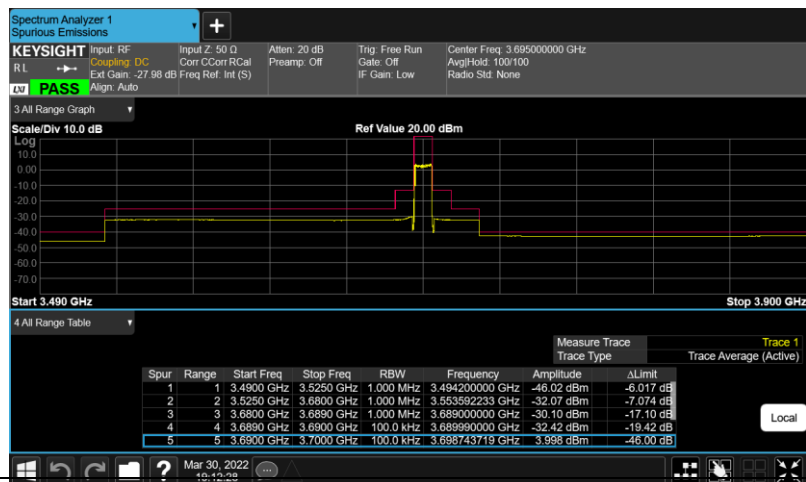 Spectrum Analyzer 1
Spurious Emissions
+
KEYSIGHT Input: RF Input Z: 50 Ω Atten: 20 dB Trig: Free Run Center Freq: 3.695000000 GHz
RL Coupling: DC Corr CCorr RCal Preamp: Off Gate: Off Avg|Hold: 100/100
Ext Gain: -27.98 dB Freq Ref: Int (S) IF Gain: Low Radio Std: None
LXI PASS Align: Auto
3 All Range Graph
Scale/Div 10.0 dB Ref Value 20.00 dBm
Log
10.0
0.00
-10.0
-20.0
-30.0
-40.0
-50.0
-60.0
-70.0
Start 3.490 GHz Stop 3.900 GHz
4 All Range Table
Measure Trace Trace 1
Trace Type Trace Average (Active)
Spur Range Start Freq Stop Freq RBW Frequency Amplitude ΔLimit
1 1 3.4900 GHz 3.5250 GHz 1.000 MHz 3.494200000 GHz -46.02 dBm -6.017 dB
2 2 3.5250 GHz 3.6800 GHz 1.000 MHz 3.553592233 GHz -32.07 dBm -7.074 dB
3 3 3.6800 GHz 3.6890 GHz 1.000 MHz 3.689000000 GHz -30.10 dBm -17.10 dB
4 4 3.6890 GHz 3.6900 GHz 100.0 kHz 3.689990000 GHz -32.42 dBm -19.42 dB
5 5 3.6900 GHz 3.7000 GHz 100.0 kHz 3.698743719 GHz 3.998 dBm -46.00 dB
Local
? Mar 30, 2022